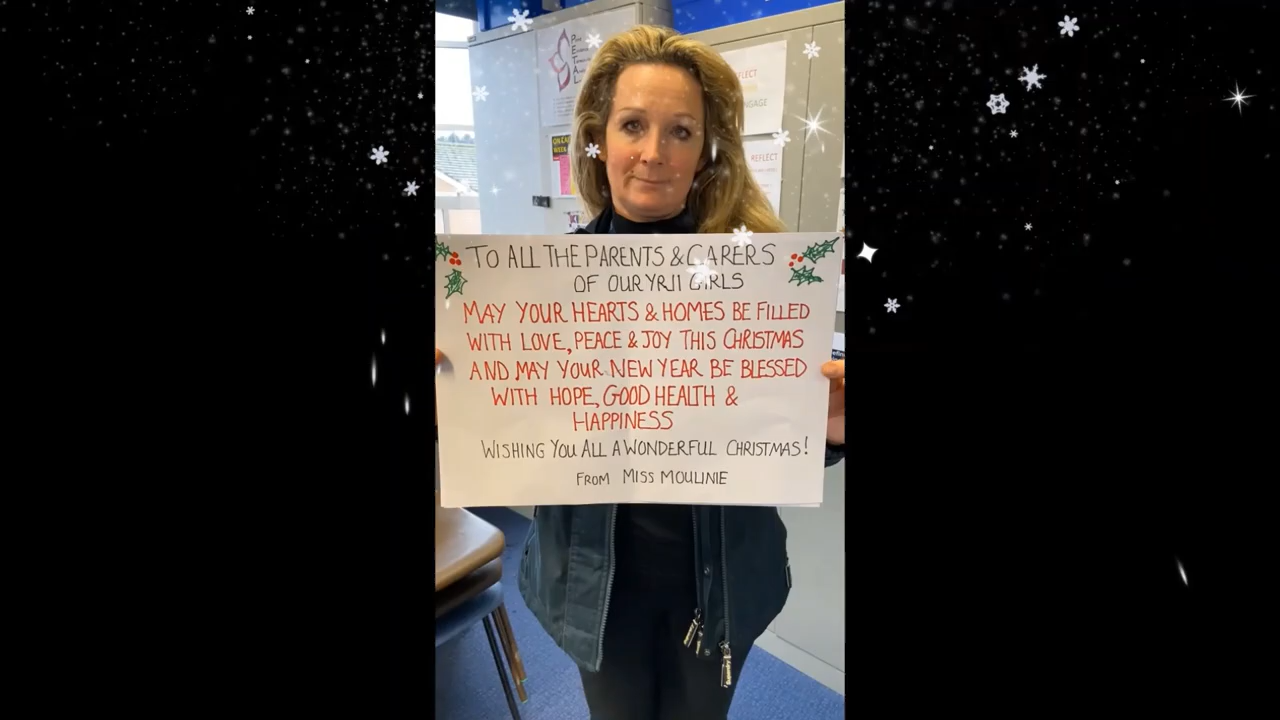 PETAL
REFLECT
ENGAGE
REFLECT
TO ALL THE PARENTS & CARERS
OF OUR YR11 GIRLS
MAY YOUR HEARTS & HOMES BE FILLED
WITH LOVE, PEACE & JOY THIS CHRISTMAS
AND MAY YOUR NEW YEAR BE BLESSED
WITH HOPE, GOOD HEALTH &
HAPPINESS
WISHING YOU ALL A WONDERFUL CHRISTMAS!
FROM MISS MOULINIE